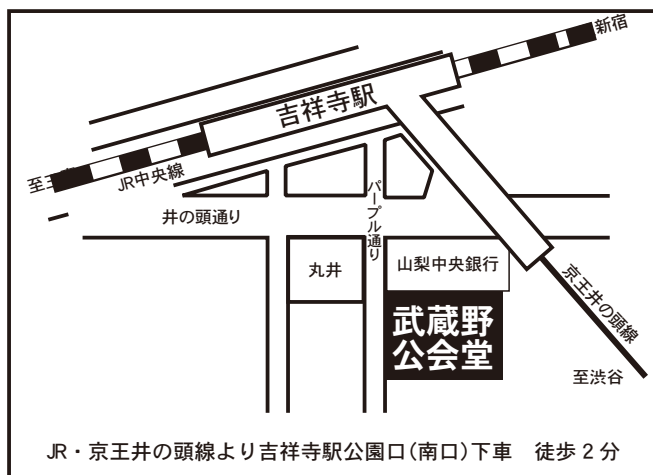 新宿
吉祥寺駅
至
JR中央線
パープル通り
井の頭通り
丸井
山梨中央銀行
京王井の頭線
武蔵野
公会堂
至渋谷
JR・京王井の頭線より吉祥寺駅公園口(南口)下車　徒歩2分